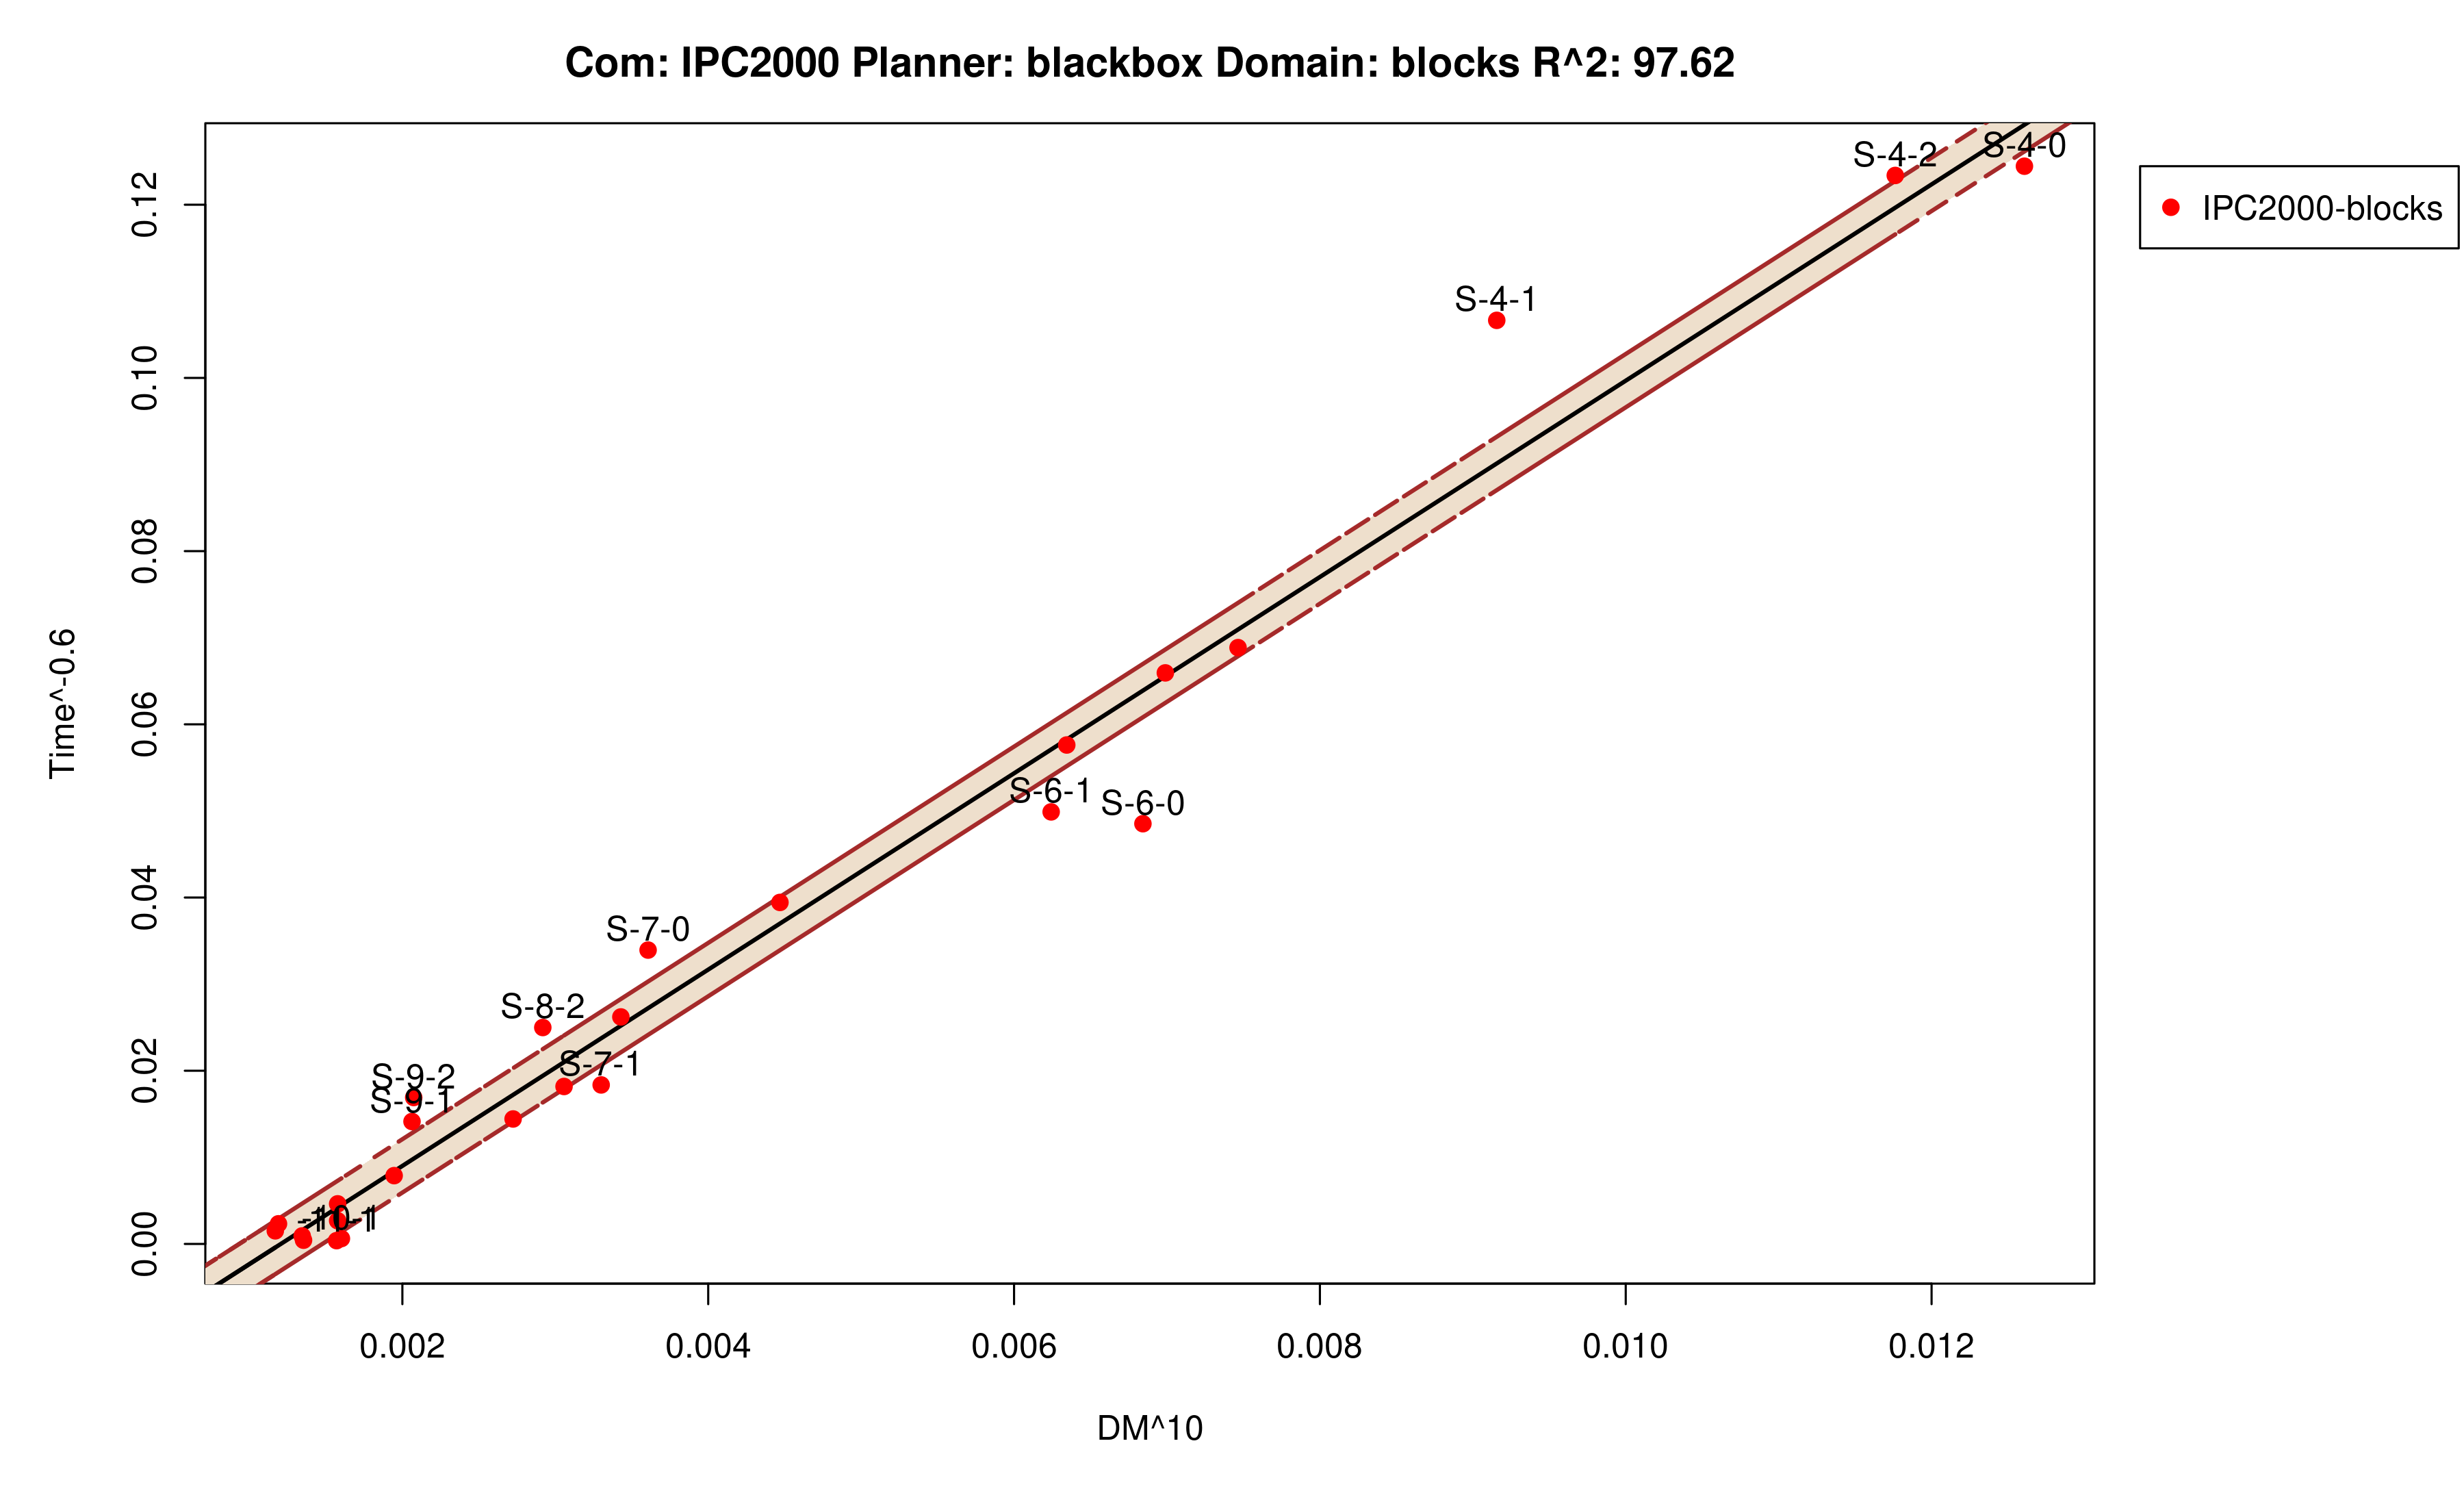 Com: IPC2000 Planner: blackbox Domain: blocks R^2: 97.62
IPC2000-blocks
Time^-0.6
0.12
0.10
0.08
0.06
0.04
0.02
0.00
S-4-2
S-4-0
S-4-1
S-6-1
S-6-0
S-7-0
S-8-2
S-7-1
S-9-2
S-9-1
0.002
0.004
0.006
0.008
0.010
0.012
DM^10